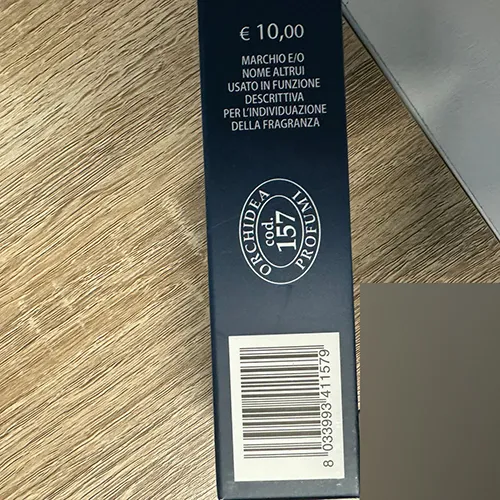 € 10,00
MARCHIO E/O
NOME ALTRUI
USATO IN FUNZIONE
DESCRITTIVA
PER L'INDIVIDUAZIONE
DELLA FRAGRANZA
ORCHIDEA
cod.
157
PROFUMI
8 033993 411579